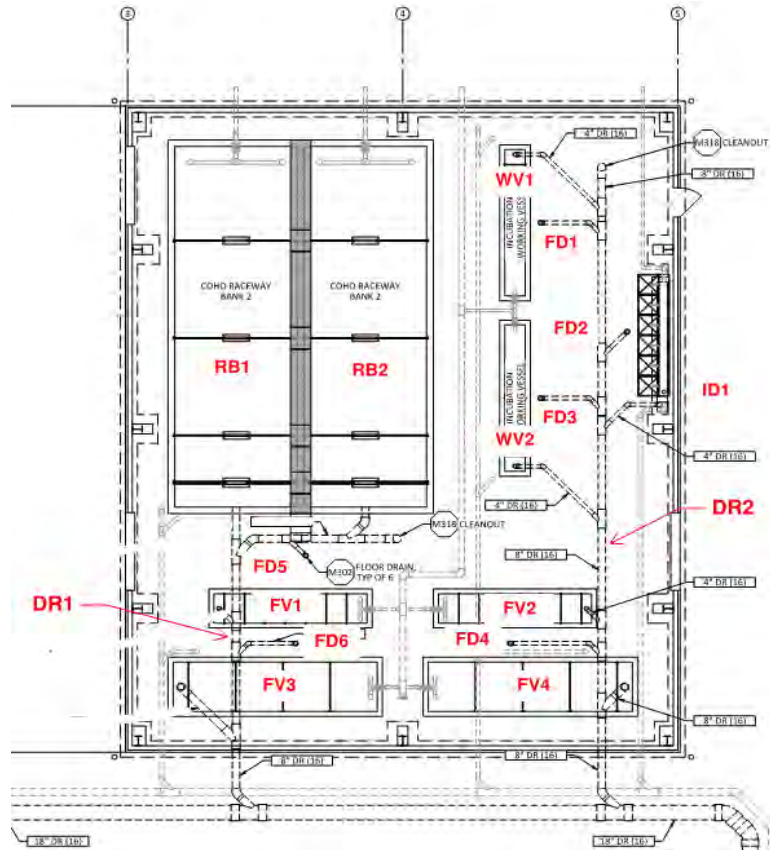 3
4
5
4" DR (16)
M318 CLEANOUT
8" DR (16)
WV1
INCUBATION
WORKING VESSEL
FD1
COHO RACEWAY
BANK 2
COHO RACEWAY
BANK 2
FD2
RB1
RB2
ID1
INCUBATION
WORKING VESSEL
FD3
WV2
4" DR (16)
4" DR (16)
DR2
M318 CLEANOUT
M302
FLOOR DRAIN,
TYP OF 6
FD5
8" DR (16)
4" DR (16)
DR1
FV1
FV2
FD6
FD4
FV3
FV4
8" DR (16)
8" DR (16)
8" DR (16)
18" DR (16)
18" DR (16)